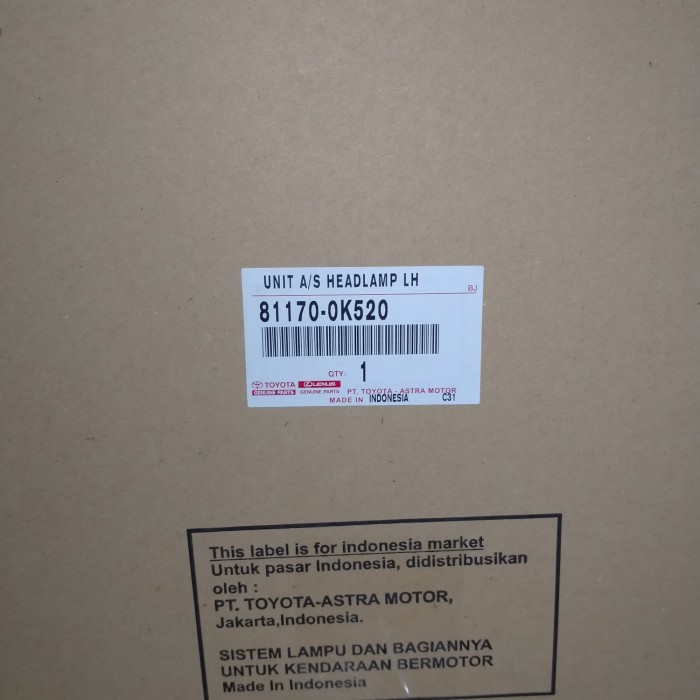 UNIT A/S HEADLAMP LH
BJ
81170-0K520
QTY: 1
TOYOTA LEXUS
GENUINE PARTS GENUINE PARTS PT. TOYOTA - ASTRA MOTOR
MADE IN INDONESIA C31
This label is for indonesia market
Untuk pasar Indonesia, didistribusikan
oleh :
PT. TOYOTA-ASTRA MOTOR,
Jakarta,Indonesia.
SISTEM LAMPU DAN BAGIANNYA
UNTUK KENDARAAN BERMOTOR
Made In Indonesia